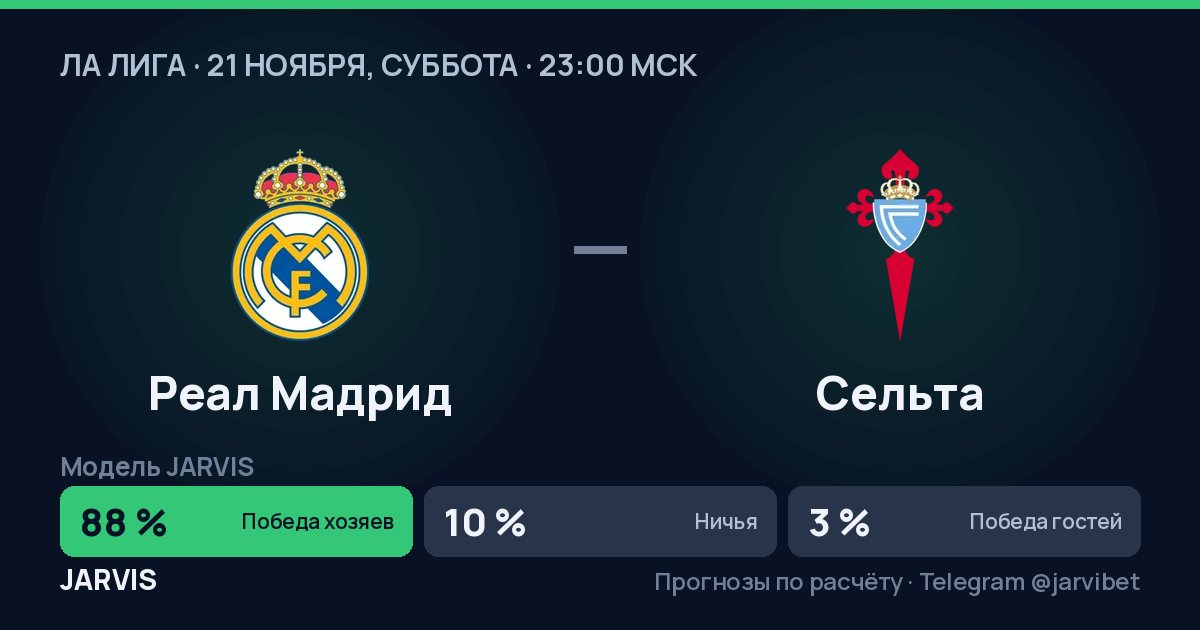 ЛА ЛИГА · 21 НОЯБРЯ, СУББОТА · 23:00 МСК
Реал Мадрид
—
Сельта
Модель JARVIS
88 % Победа хозяев
10 % Ничья
3 % Победа гостей
JARVIS
Прогнозы по расчёту · Telegram @jarvibet